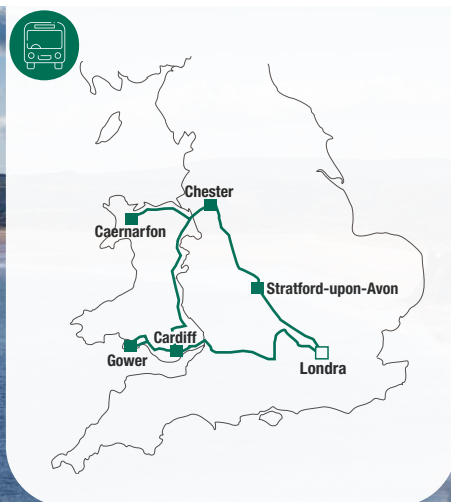 Chester
Caernarfon
Stratford-upon-Avon
Cardiff
Gower
Londra